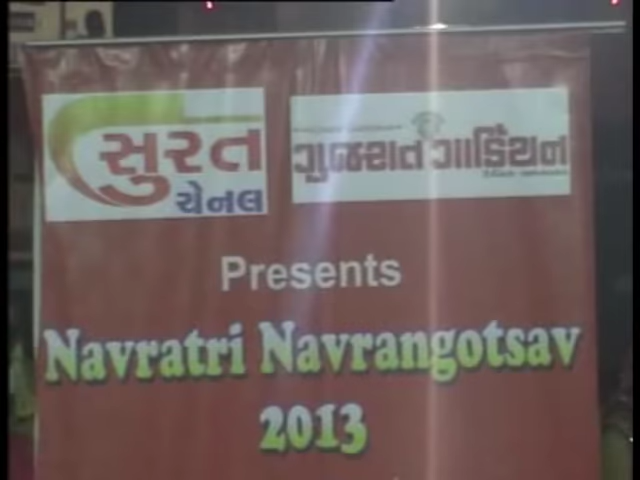 સુરત
ચેનલ
ગુજરાત ગાર્ડિયન
Presents
Navratri Navrangotsav
2013